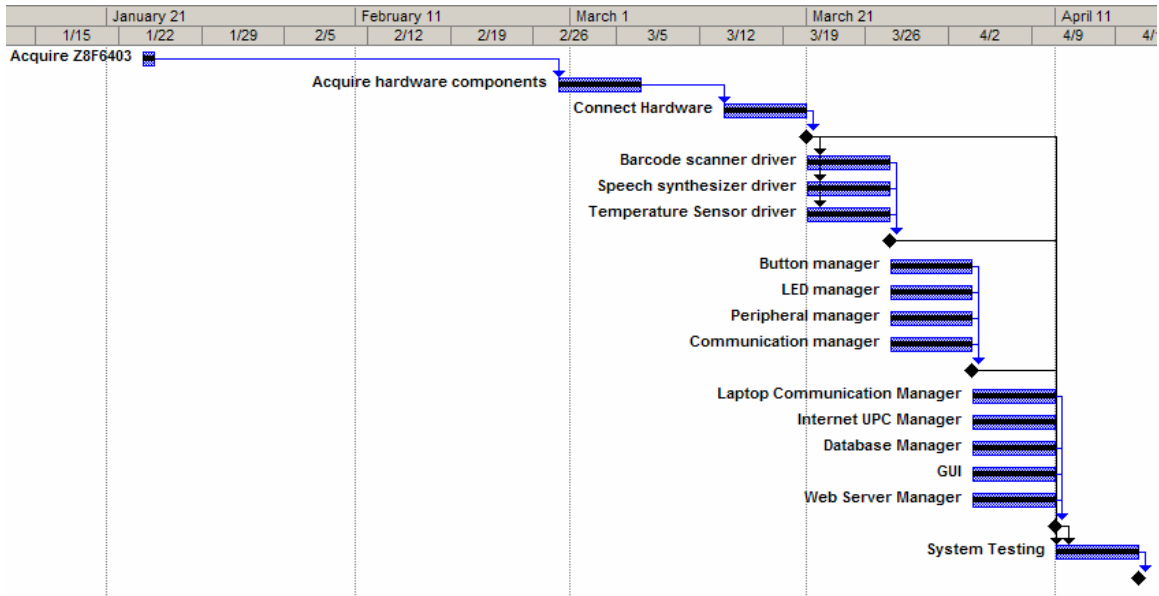 January 21 February 11 March 1 March 21 April 11
1/15 1/22 1/29 2/5 2/12 2/19 2/26 3/5 3/12 3/19 3/26 4/2 4/9
Acquire Z8F6403
Acquire hardware components
Connect Hardware
Barcode scanner driver
Speech synthesizer driver
Temperature Sensor driver
Button manager
LED manager
Peripheral manager
Communication manager
Laptop Communication Manager
Internet UPC Manager
Database Manager
GUI
Web Server Manager
System Testing